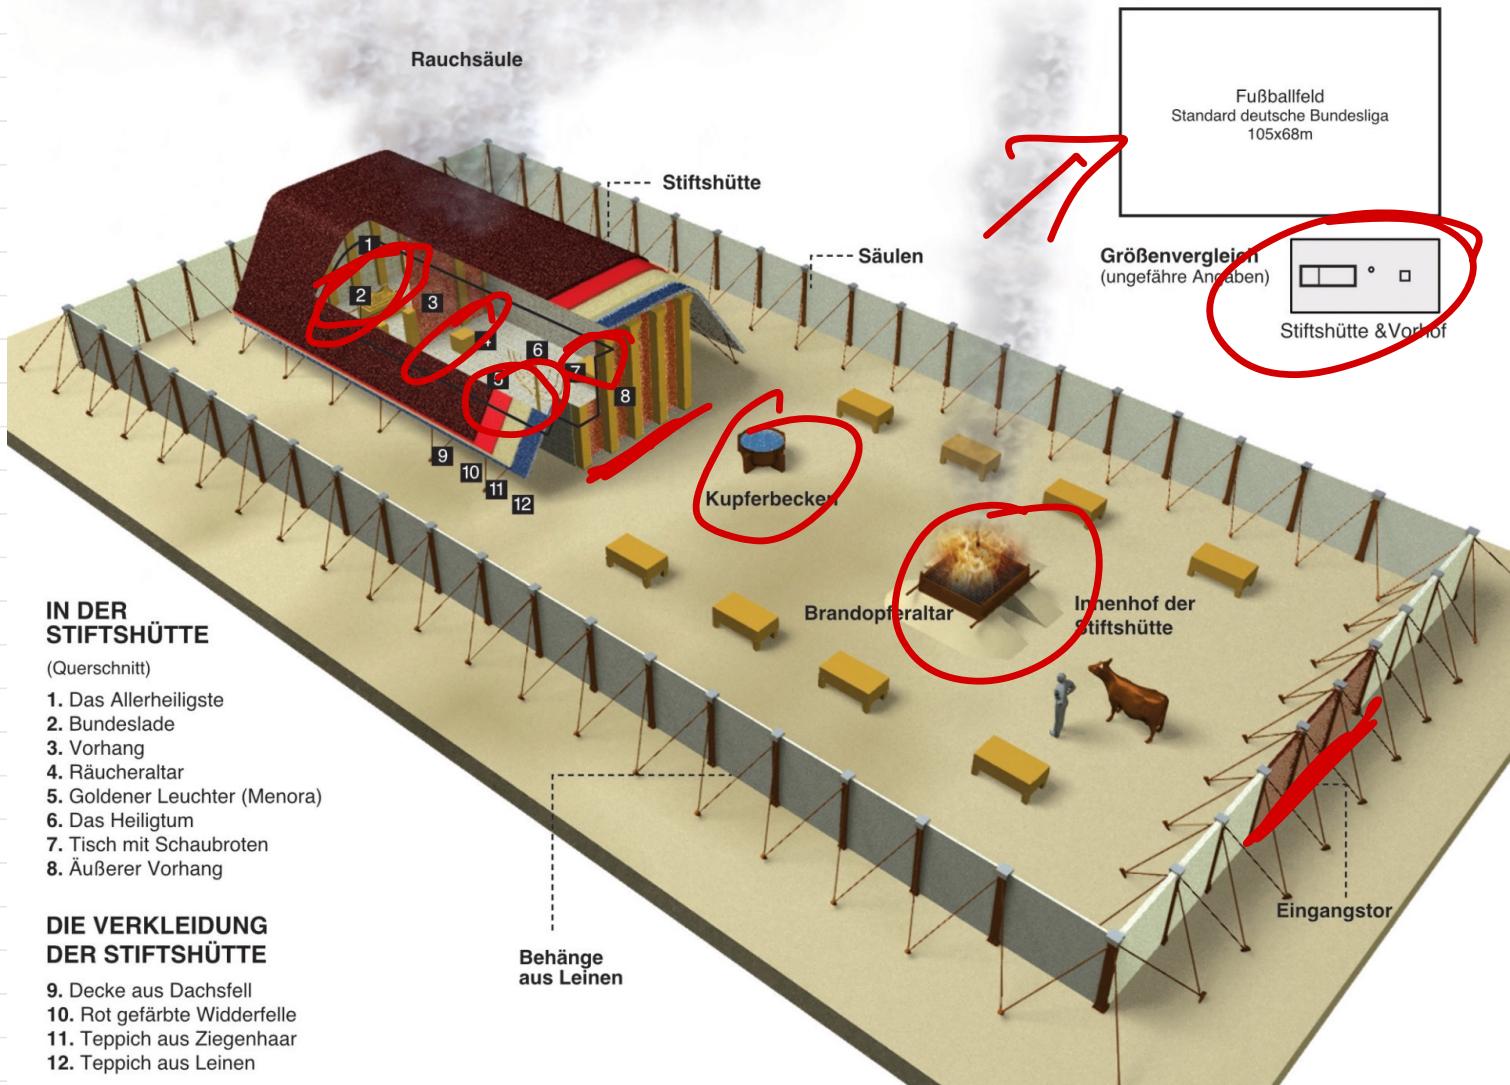 Rauchsäule
Fußballfeld
Standard deutsche Bundesliga
105x68m
Stiftshütte
Säulen
Größenvergleich
(ungefähre Angaben)
Stiftshütte &Vorhof
1
2
3
4
5
6
7
8
9
10
11
12
Kupferbecken
Brandopferaltar
Innenhof der
Stiftshütte
Eingangstor
Behänge
aus Leinen
IN DER
STIFTSHÜTTE
(Querschnitt)
1. Das Allerheiligste
2. Bundeslade
3. Vorhang
4. Räucheraltar
5. Goldener Leuchter (Menora)
6. Das Heiligtum
7. Tisch mit Schaubroten
8. Äußerer Vorhang
DIE VERKLEIDUNG
DER STIFTSHÜTTE
9. Decke aus Dachsfell
10. Rot gefärbte Widderfelle
11. Teppich aus Ziegenhaar
12. Teppich aus Leinen